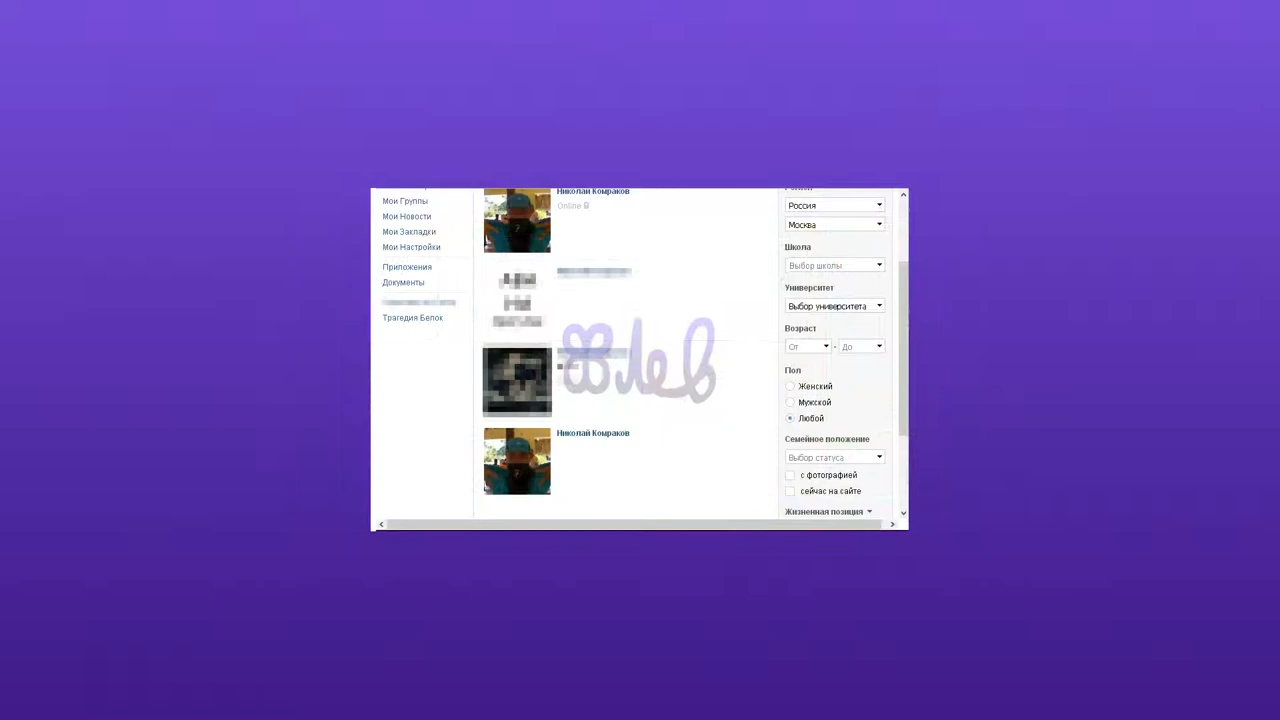 Мои Группы
Мои Новости
Мои Закладки
Мои Настройки
Приложения
Документы
Трагедия Белок
Николай Комраков
Online
Николай Комраков
Россия
Москва
Школа
Выбор школы
Университет
Выбор университета
Возраст
От - До
Пол
Женский
Мужской
Любой
Семейное положение
Выбор статуса
с фотографией
сейчас на сайте
Жизненная позиция